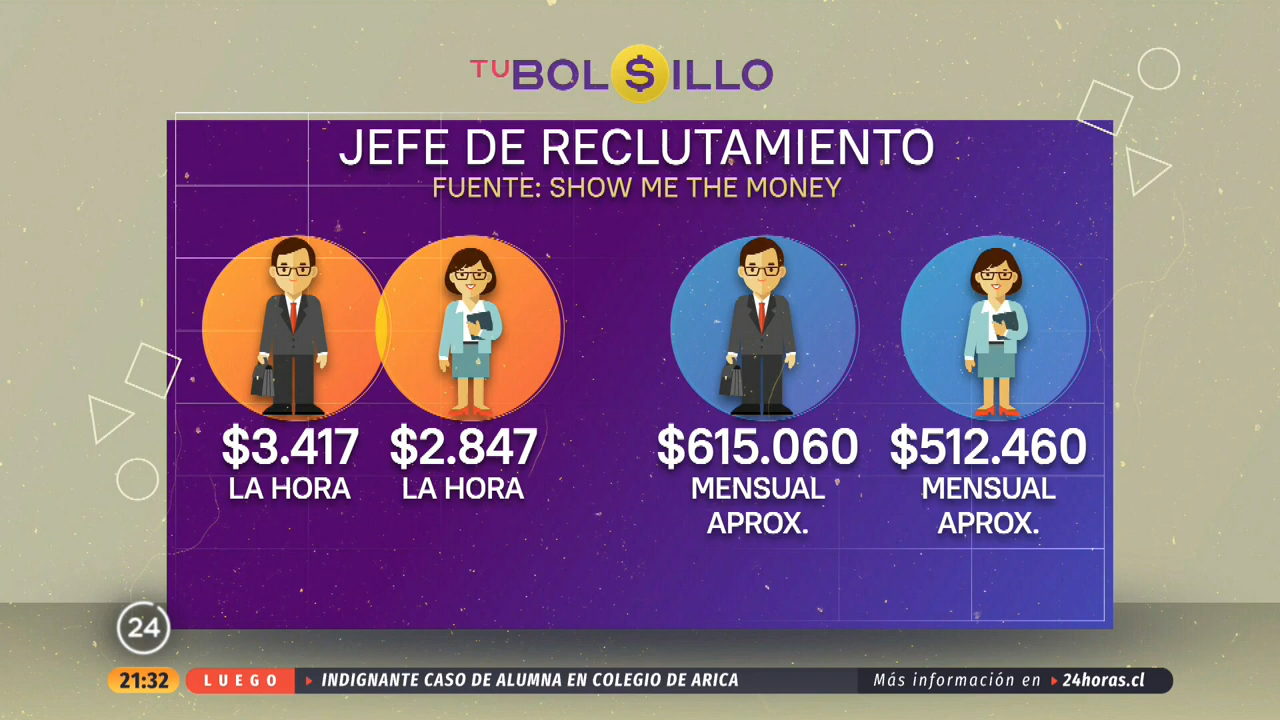 TU BOL$ILLO
JEFE DE RECLUTAMIENTO
FUENTE: SHOW ME THE MONEY
$3.417 $2.847 $615.060 $512.460
LA HORA LA HORA MENSUAL MENSUAL
APROX. APROX.
24
21:32 LUEGO INDIGNANTE CASO DE ALUMNA EN COLEGIO DE ARICA Más información en 24horas.cl